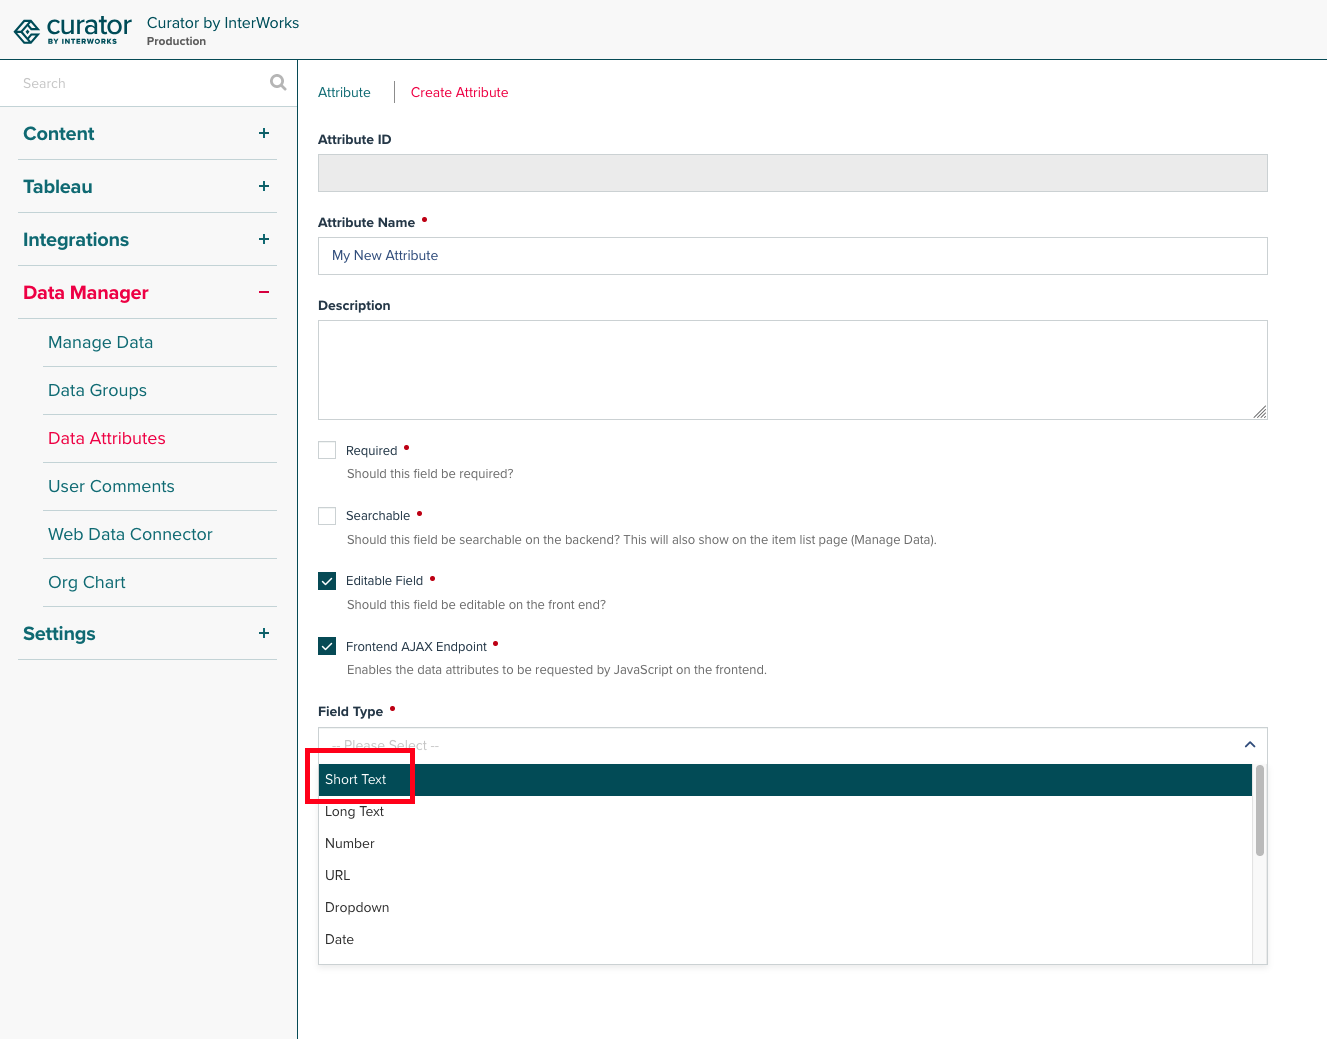 curator
BY INTERWORKS
Curator by InterWorks
Production
Search
Content
Tableau
Integrations
Data Manager
Manage Data
Data Groups
Data Attributes
User Comments
Web Data Connector
Org Chart
Settings
Attribute
Create Attribute
Attribute ID
Attribute Name •
My New Attribute
Description
Required •
Should this field be required?
Searchable •
Should this field be searchable on the backend? This will also show on the item list page (Manage Data).
Editable Field •
Should this field be editable on the front end?
Frontend AJAX Endpoint •
Enables the data attributes to be requested by JavaScript on the frontend.
Field Type •
-- Please Select --
Short Text
Long Text
Number
URL
Dropdown
Date